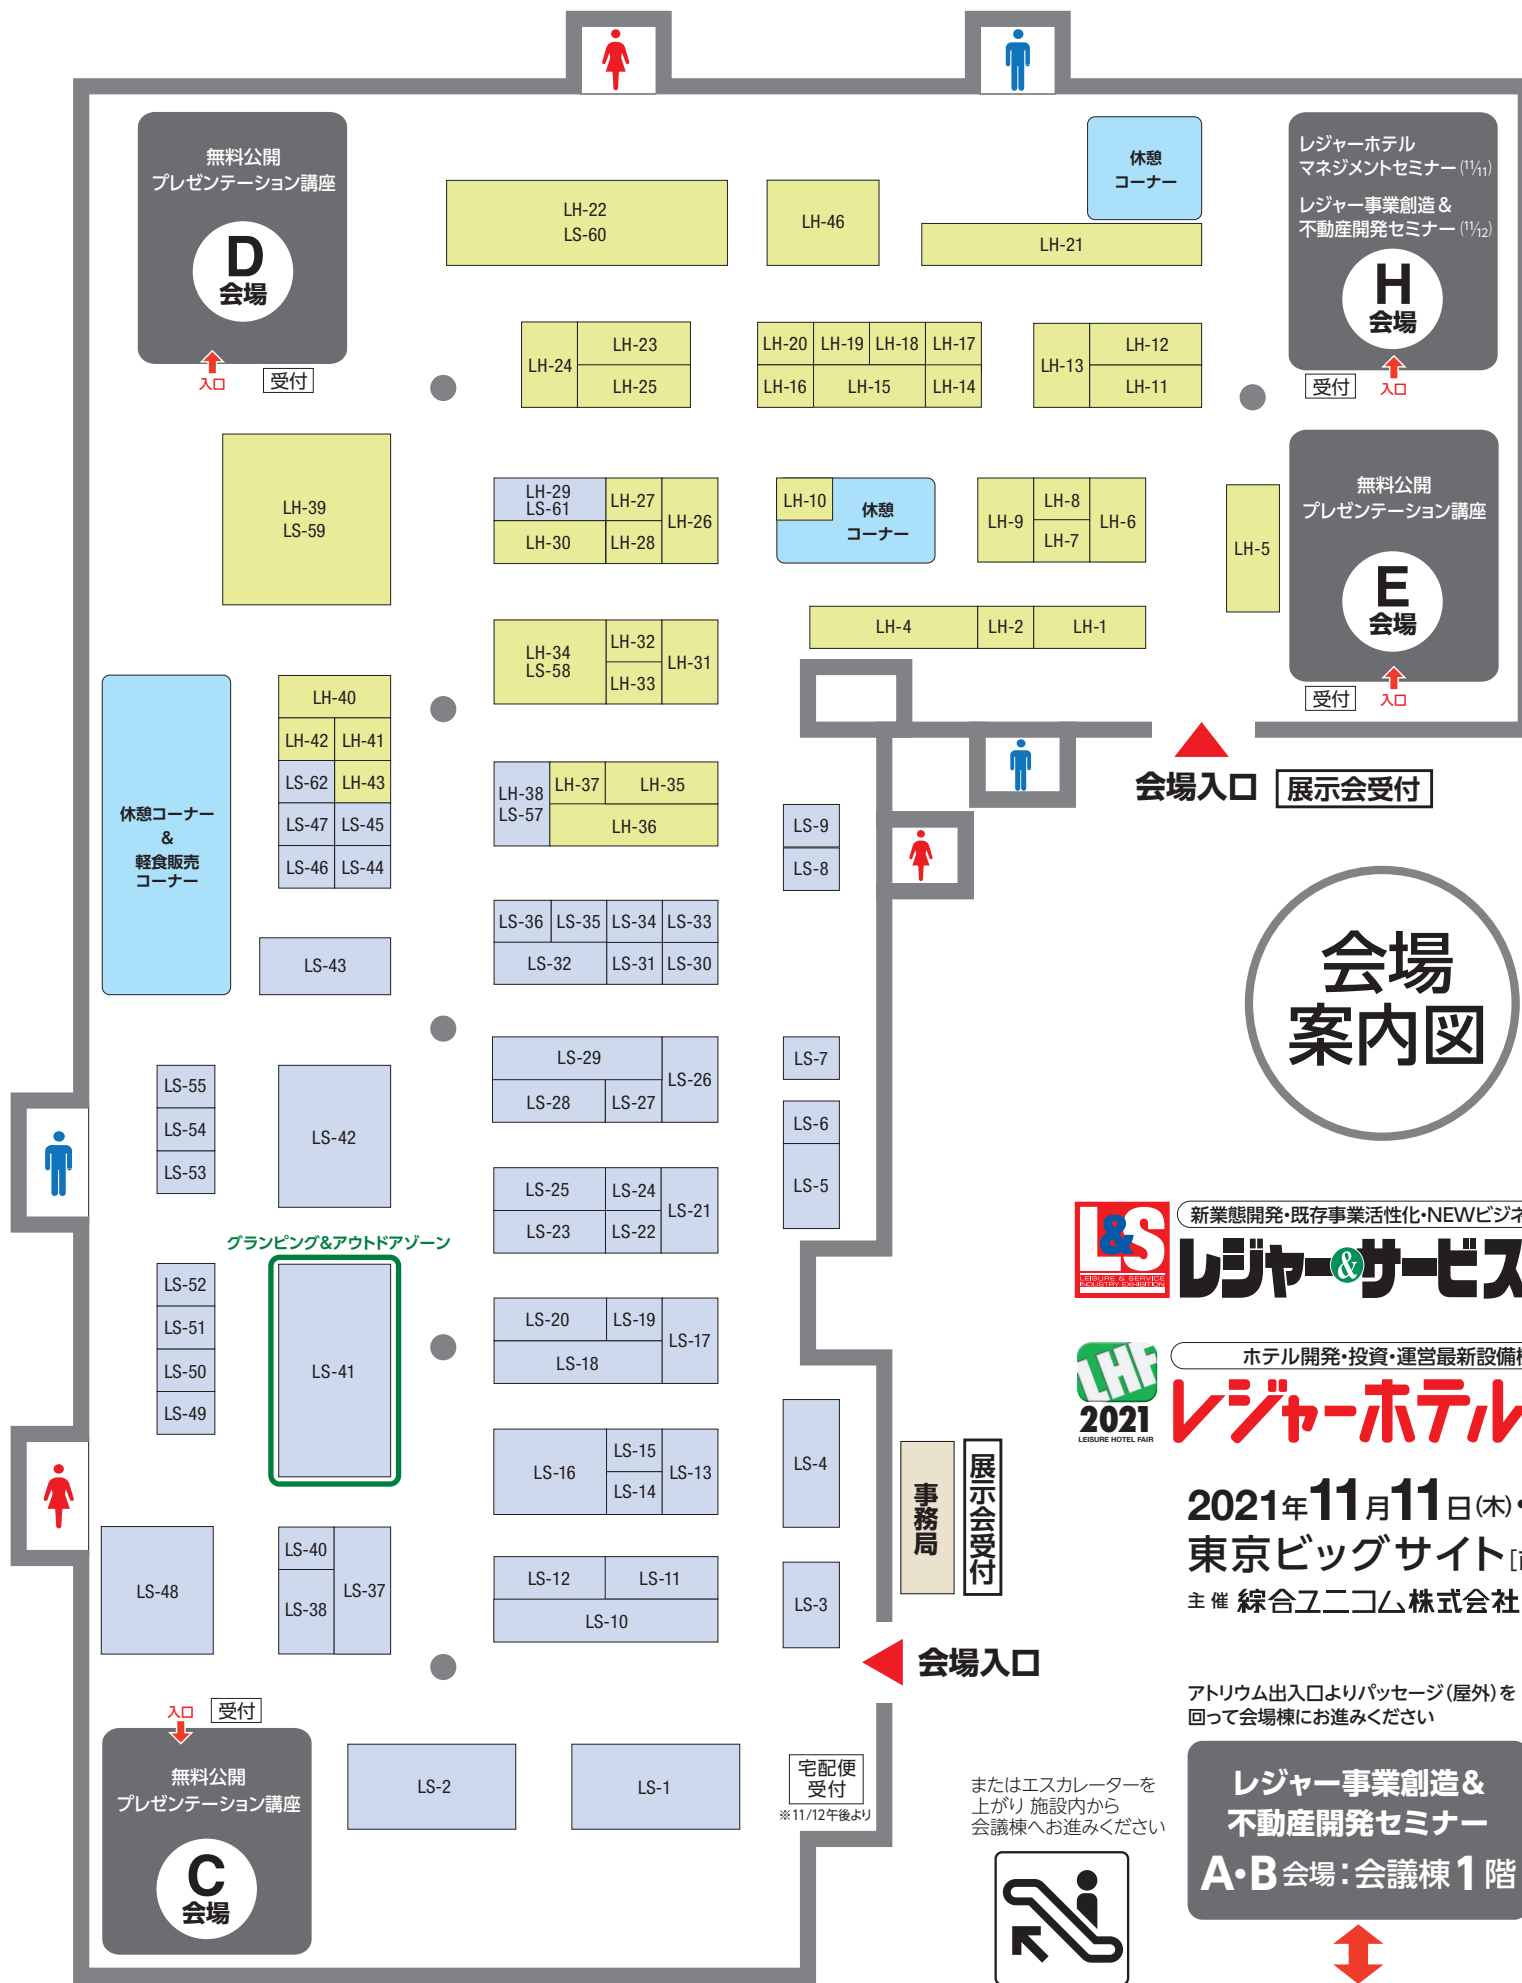 無料公開
プレゼンテーション講座
D
会場
入口
受付
LH-22
LS-60
LH-46
休憩
コーナー
LH-21
レジャーホテル
マネジメントセミナー(11/11)
レジャー事業創造&
不動産開発セミナー(11/12)
H
会場
受付
入口
LH-24
LH-23
LH-25
LH-20
LH-19
LH-18
LH-17
LH-16
LH-15
LH-14
LH-13
LH-12
LH-11
LH-39
LS-59
LH-29
LS-61
LH-27
LH-26
LH-30
LH-28
LH-10
休憩
コーナー
LH-9
LH-8
LH-7
LH-6
LH-5
無料公開
プレゼンテーション講座
E
会場
受付
入口
LH-34
LS-58
LH-32
LH-33
LH-31
LH-4
LH-2
LH-1
会場入口
展示会受付
休憩コーナー
&
軽食販売
コーナー
LH-40
LH-42
LH-41
LS-62
LH-43
LS-47
LS-45
LS-46
LS-44
LS-43
LH-38
LS-57
LH-37
LH-35
LH-36
LS-9
LS-8
LS-36
LS-35
LS-34
LS-33
LS-32
LS-31
LS-30
会場
案内図
LS-55
LS-54
LS-53
LS-42
LS-29
LS-26
LS-28
LS-27
LS-7
LS-6
LS-5
LS-25
LS-24
LS-21
LS-23
LS-22
グランピング&アウトドアゾーン
LS-52
LS-51
LS-50
LS-49
LS-41
LS-20
LS-19
LS-17
LS-18
LS-16
LS-15
LS-14
LS-13
LS-4
事務局
展示会受付
LS-48
LS-40
LS-38
LS-37
LS-12
LS-11
LS-10
LS-3
会場入口
L&S
LEISURE & SERVICE
INDUSTRY EXHIBITION
新業態開発・既存事業活性化・NEWビジネ
レジャー&サービス
LHF
2021
LEISURE HOTEL FAIR
ホテル開発・投資・運営最新設備
レジャーホテル
2021年11月11日(木)・
東京ビッグサイト[
主催 綜合ユニコム株式会社
入口
受付
無料公開
プレゼンテーション講座
C
会場
LS-2
LS-1
宅配便
受付
※11/12午後より
アトリウム出入口よりパッセージ(屋外)を
回って会場棟にお進みください
またはエスカレーターを
上がり 施設内から
会議棟へお進みください
レジャー事業創造&
不動産開発セミナー
A・B会場:会議棟1階